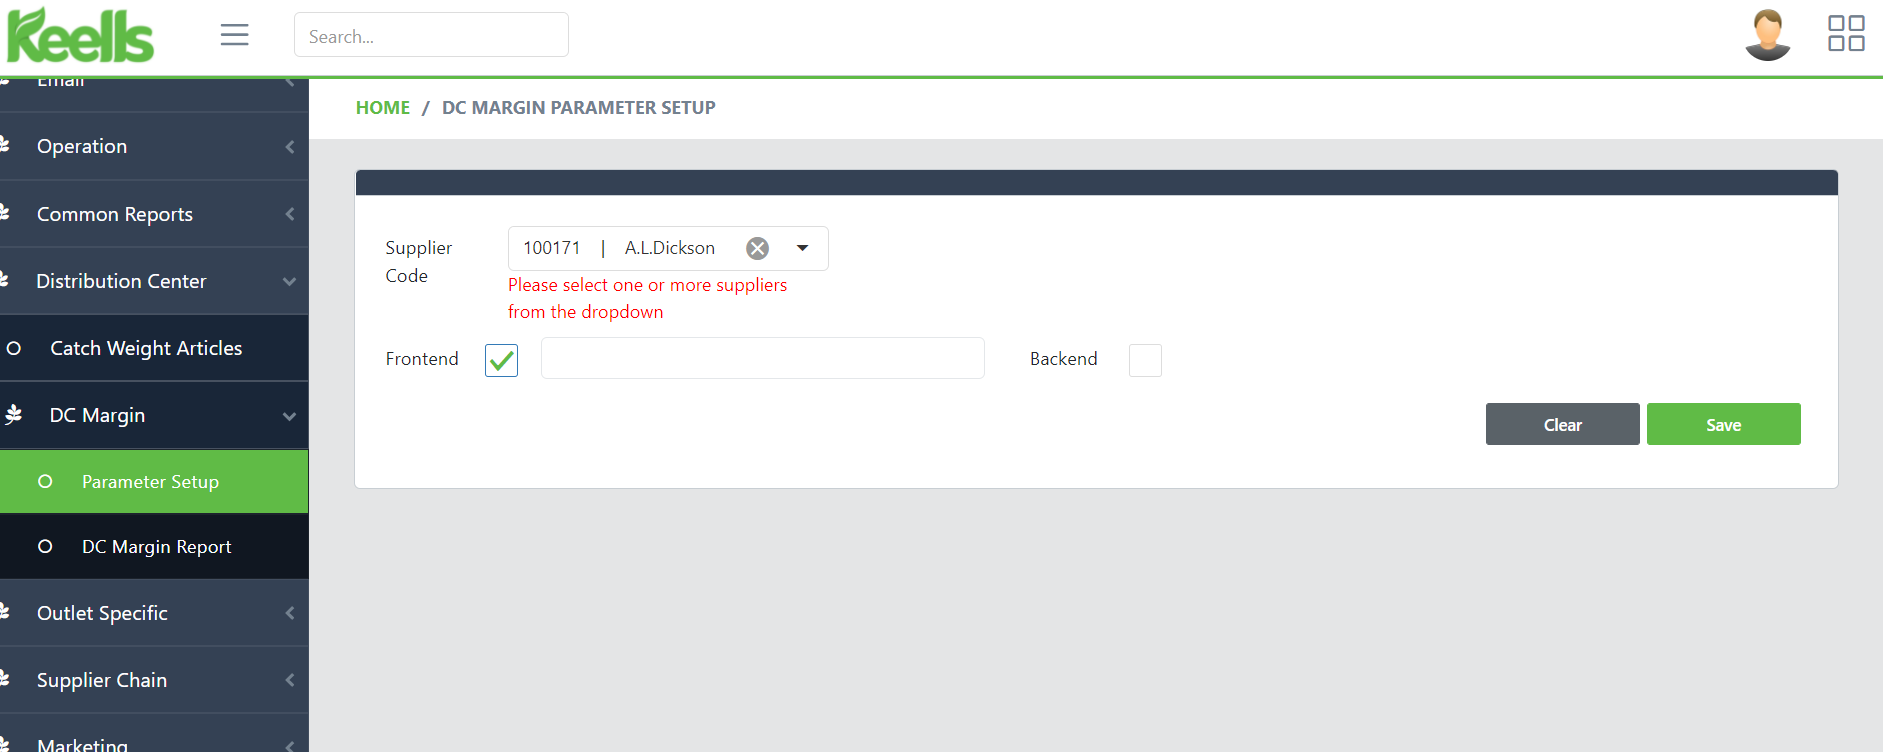 Keells
Search...
Email
Operation
Common Reports
Distribution Center
Catch Weight Articles
DC Margin
Parameter Setup
DC Margin Report
Outlet Specific
Supplier Chain
Marketing
HOME / DC MARGIN PARAMETER SETUP
Supplier
Code
100171 | A.L.Dickson
Please select one or more suppliers
from the dropdown
Frontend
Backend
Clear
Save